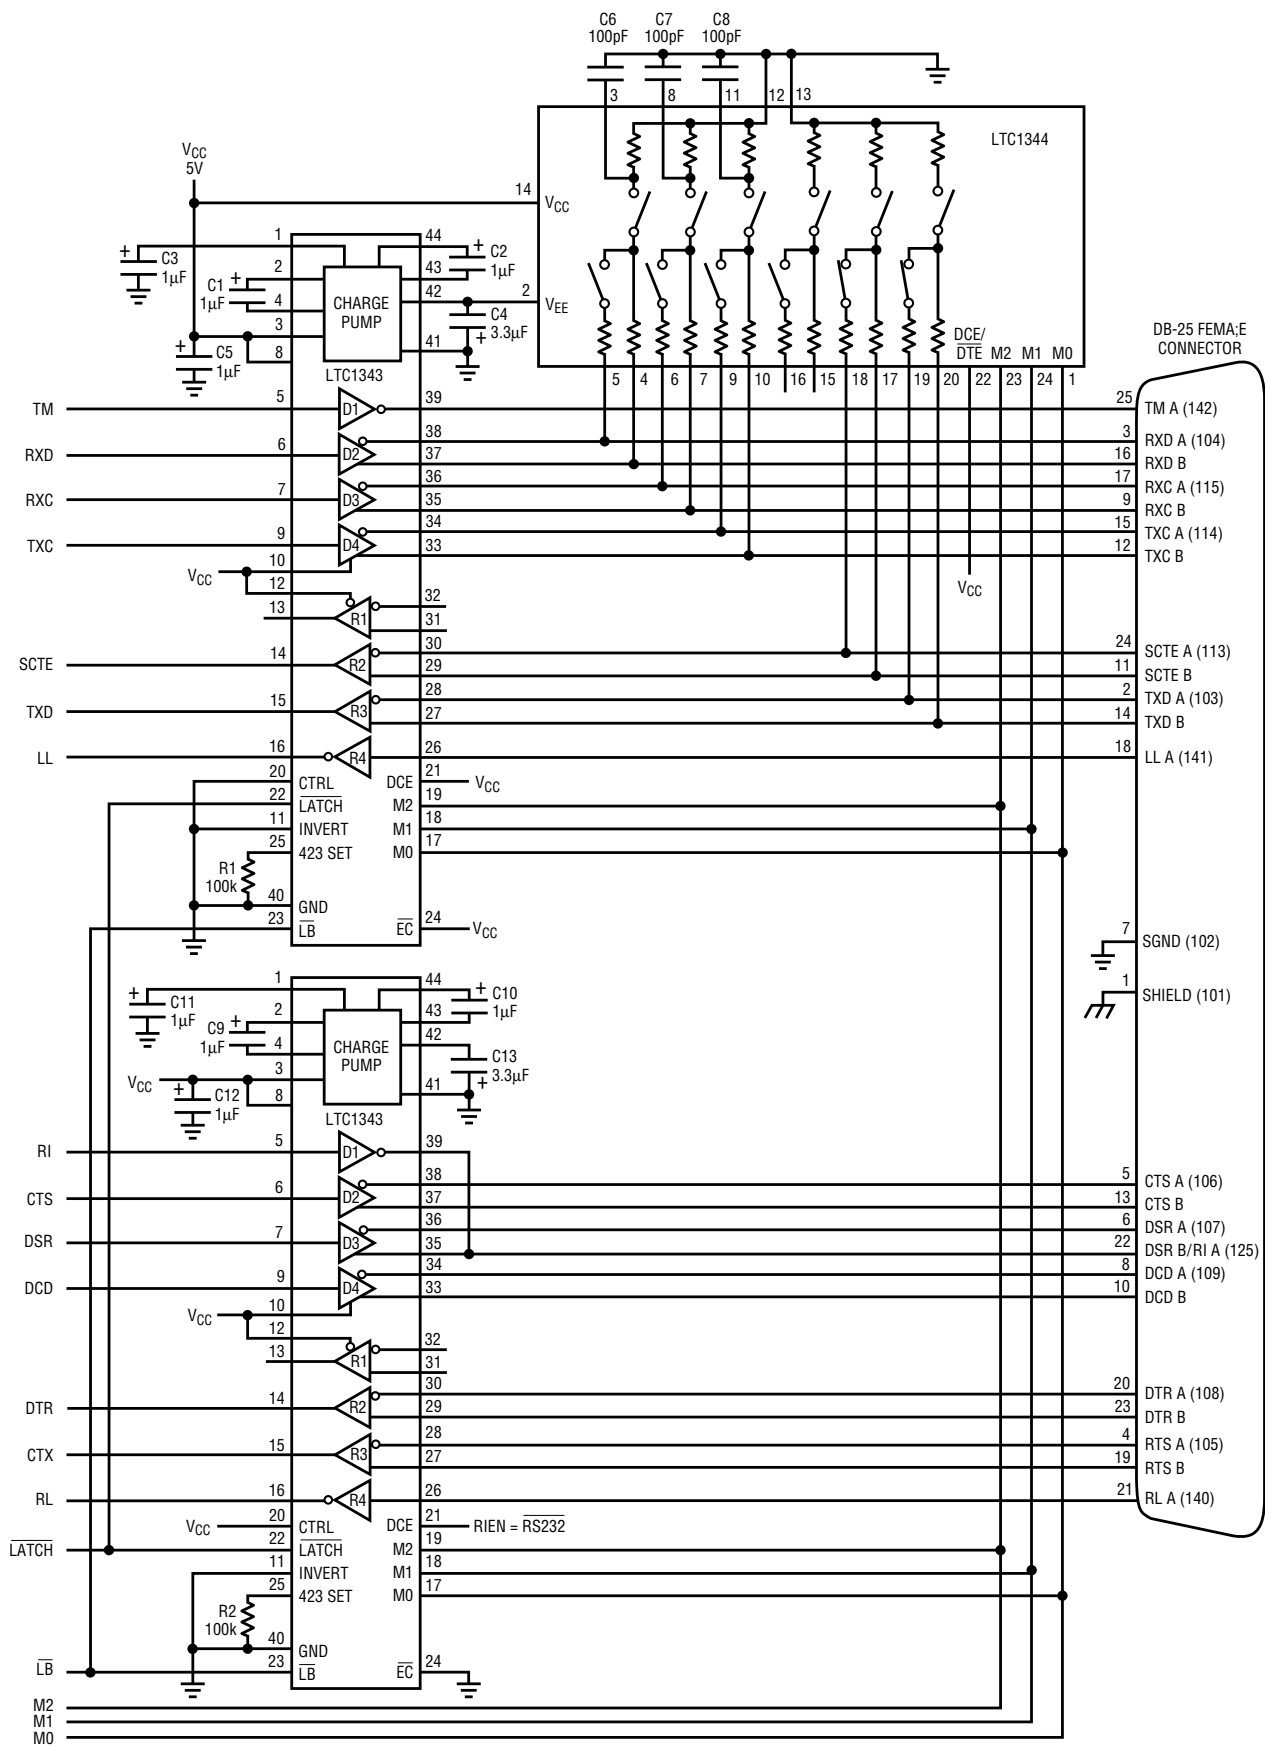 C6 C7 C8
100pF 100pF 100pF
3 8 11 12 13
LTC1344
VCC
5V
14 VCC
2 VEE
DCE/
DTE M2 M1 M0
5 4 6 7 9 10 16 15 18 17 19 20 22 23 24 1
DB-25 FEMA;E
CONNECTOR
1 44
+ C3 1µF
2 43
+ C1 1µF
+ C2 1µF
4 42
C4 3.3µF +
3 41
8
+ C5 1µF
CHARGE
PUMP
LTC1343
TM 5 D1 39 25 TM A (142)
RXD 6 D2 38 3 RXD A (104)
37 16 RXD B
RXC 7 D3 36 17 RXC A (115)
35 9 RXC B
TXC 9 D4 34 15 TXC A (114)
33 12 TXC B
VCC 10
12
VCC
13 R1 32
31
SCTE 14 R2 30 24 SCTE A (113)
29 11 SCTE B
TXD 15 R3 28 2 TXD A (103)
27 14 TXD B
LL 16 R4 26 18 LL A (141)
20 CTRL DCE 21 VCC
22 LATCH M2 19
11 INVERT M1 18
25 423 SET M0 17
R1
100k
40 GND
23 LB EC 24 VCC
7 SGND (102)
1 SHIELD (101)
1 44
+ C11 1µF
+ C10 1µF
2 43
+ C9 1µF
4 42
C13 3.3µF +
VCC 3 41
8
+ C12 1µF
CHARGE
PUMP
LTC1343
RI 5 D1 39
CTS 6 D2 38 5 CTS A (106)
37 13 CTS B
DSR 7 D3 36 6 DSR A (107)
35 22 DSR B/RI A (125)
DCD 9 D4 34 8 DCD A (109)
33 10 DCD B
VCC 10
12
13 R1 32
31
DTR 14 R2 30 20 DTR A (108)
29 23 DTR B
CTX 15 R3 28 4 RTS A (105)
27 19 RTS B
RL 16 R4 26 21 RL A (140)
VCC 20 CTRL DCE 21 RIEN = RS232
LATCH 22 LATCH M2 19
11 INVERT M1 18
25 423 SET M0 17
R2
100k
40 GND
LB 23 LB EC 24
M2
M1
M0